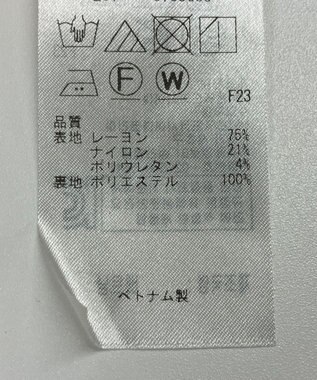 F W
F23
品質
表地 レーヨン 75%
ナイロン 21%
ポリウレタン 4%
裏地 ポリエステル 100%
ベトナム製